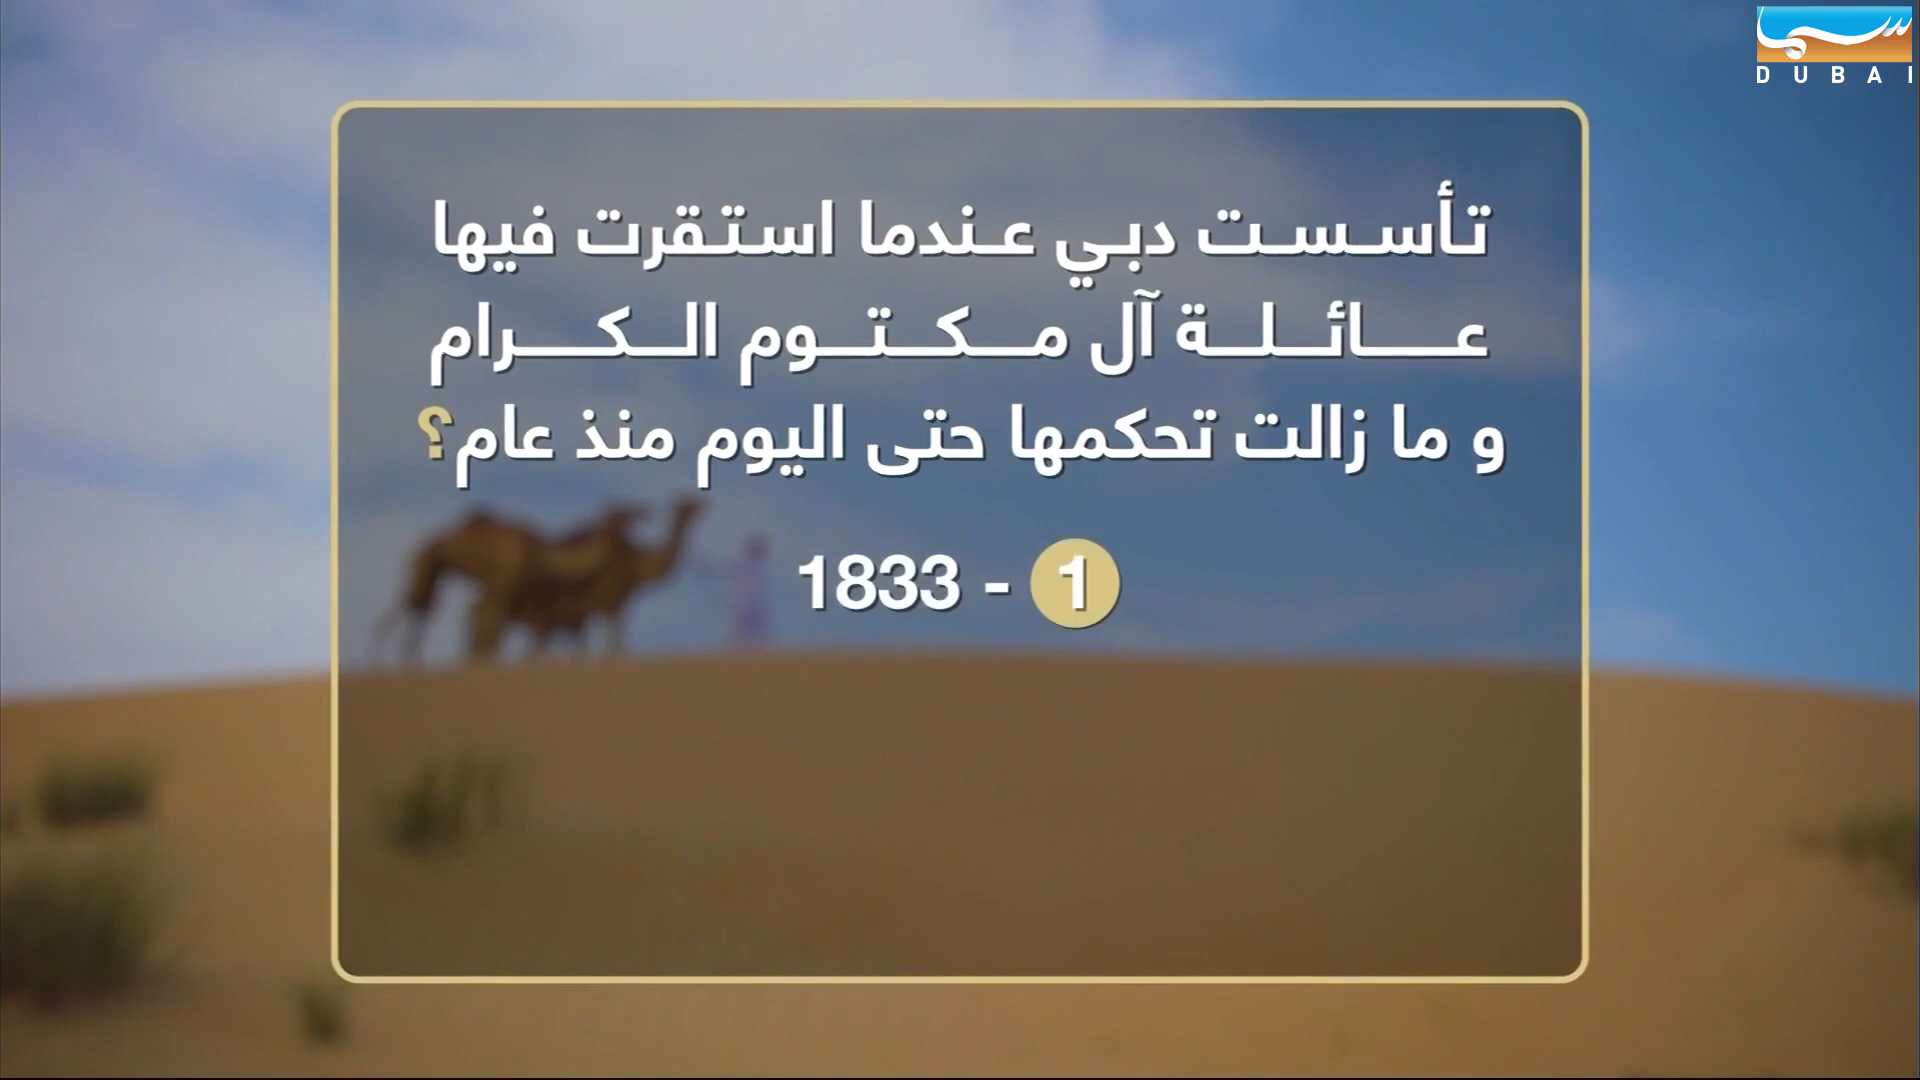 دبي
DUBAI
تأسست دبي عندما استقرت فيها
عائلة آل مكتوم الكرام
و ما زالت تحكمها حتى اليوم منذ عام؟
1 - 1833